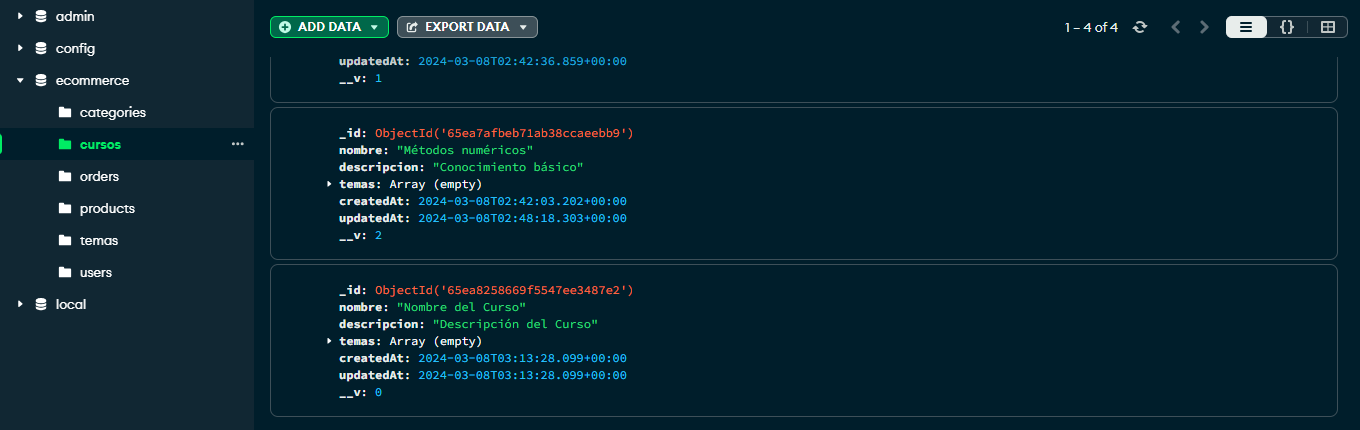 admin
config
ecommerce
categories
cursos
orders
products
temas
users
local
ADD DATA
EXPORT DATA
1 – 4 of 4
{}
updatedAt: 2024-03-08T02:42:36.859+00:00
__v: 1
_id: ObjectId('65ea7afbeb71ab38ccaeebb9')
nombre: "Métodos numéricos"
descripcion: "Conocimiento básico"
temas: Array (empty)
createdAt: 2024-03-08T02:42:03.202+00:00
updatedAt: 2024-03-08T02:48:18.303+00:00
__v: 2
_id: ObjectId('65ea8258669f5547ee3487e2')
nombre: "Nombre del Curso"
descripcion: "Descripción del Curso"
temas: Array (empty)
createdAt: 2024-03-08T03:13:28.099+00:00
updatedAt: 2024-03-08T03:13:28.099+00:00
__v: 0